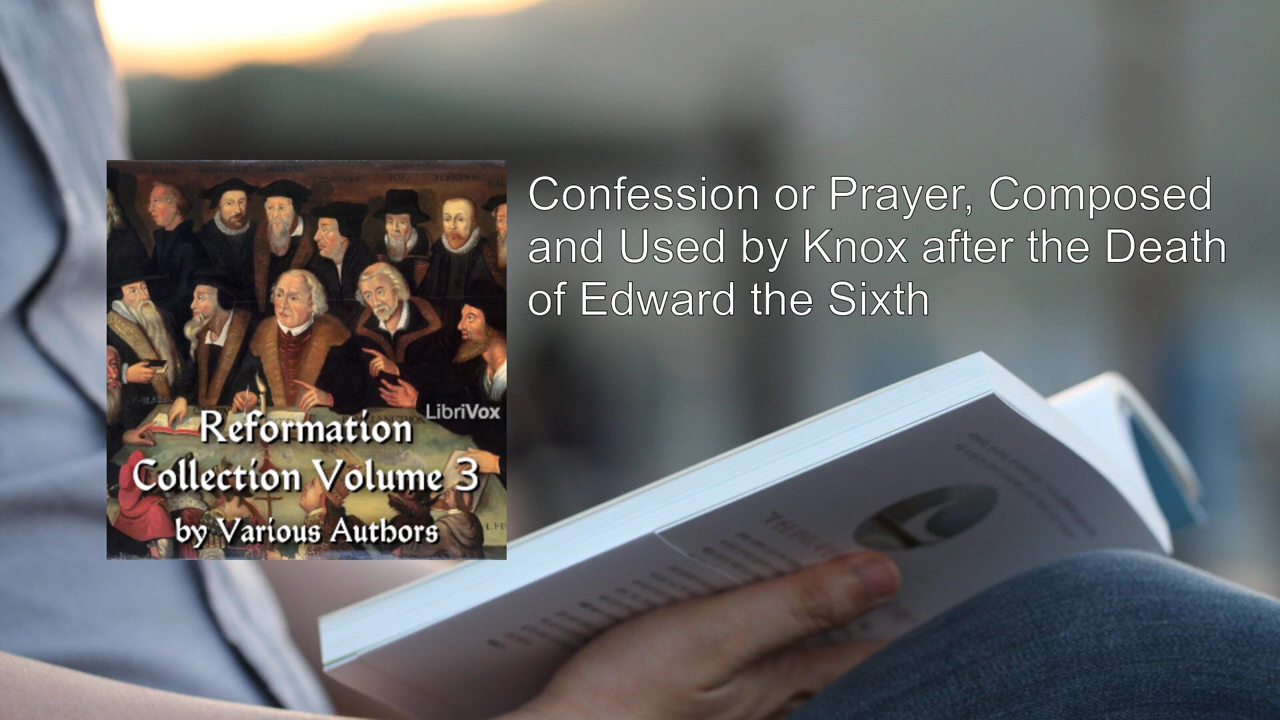 Confession or Prayer, Composed
and Used by Knox after the Death
of Edward the Sixth
LibriVox
Reformation
Collection Volume 3
by Various Authors